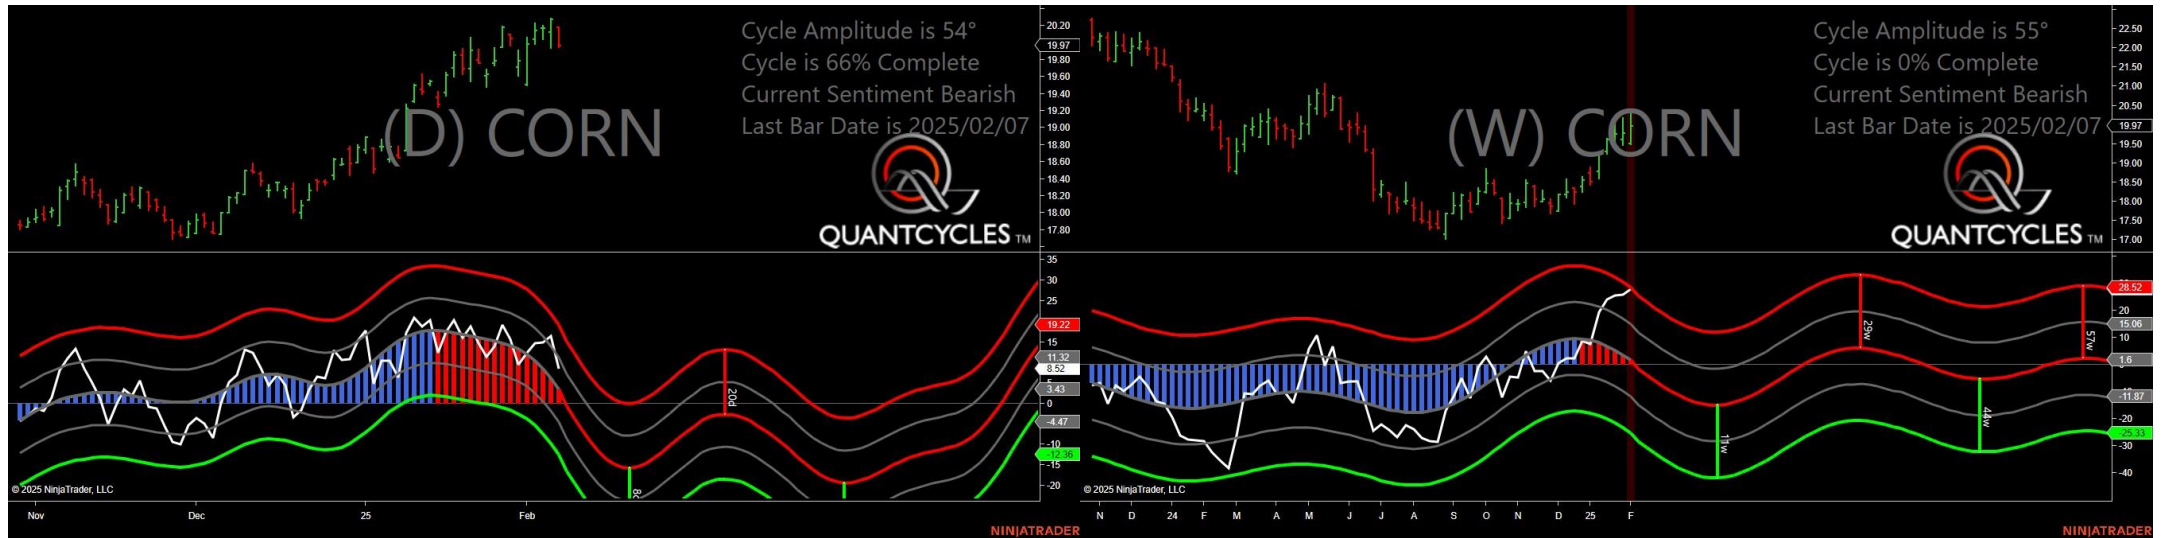 Cycle Amplitude is 54°
Cycle is 66% Complete
Current Sentiment Bearish
Last Bar Date is 2025/02/07
(D) CORN
QUANTCYCLES TM
20.20
19.97
19.80
19.60
19.40
19.20
19.00
18.80
18.60
18.40
18.20
18.00
17.80
35
30
25
19.22
15
11.32
8.52
3.43
0
-4.47
-10
-12.36
-15
-20
20d
© 2025 NinjaTrader, LLC
Nov Dec 25 Feb
NINJATRADER
Cycle Amplitude is 55°
Cycle is 0% Complete
Current Sentiment Bearish
Last Bar Date is 2025/02/07
(W) CORN
QUANTCYCLES TM
22.50
22.00
21.50
21.00
20.50
19.97
19.50
19.00
18.50
18.00
17.50
17.00
28.52
20
15.06
10
1.6
-11.87
-20
-25.33
-30
-40
11w
29w
44w
57w
© 2025 NinjaTrader, LLC
N D 24 F M A M J J A S O N D 25 F
NINJATRADER